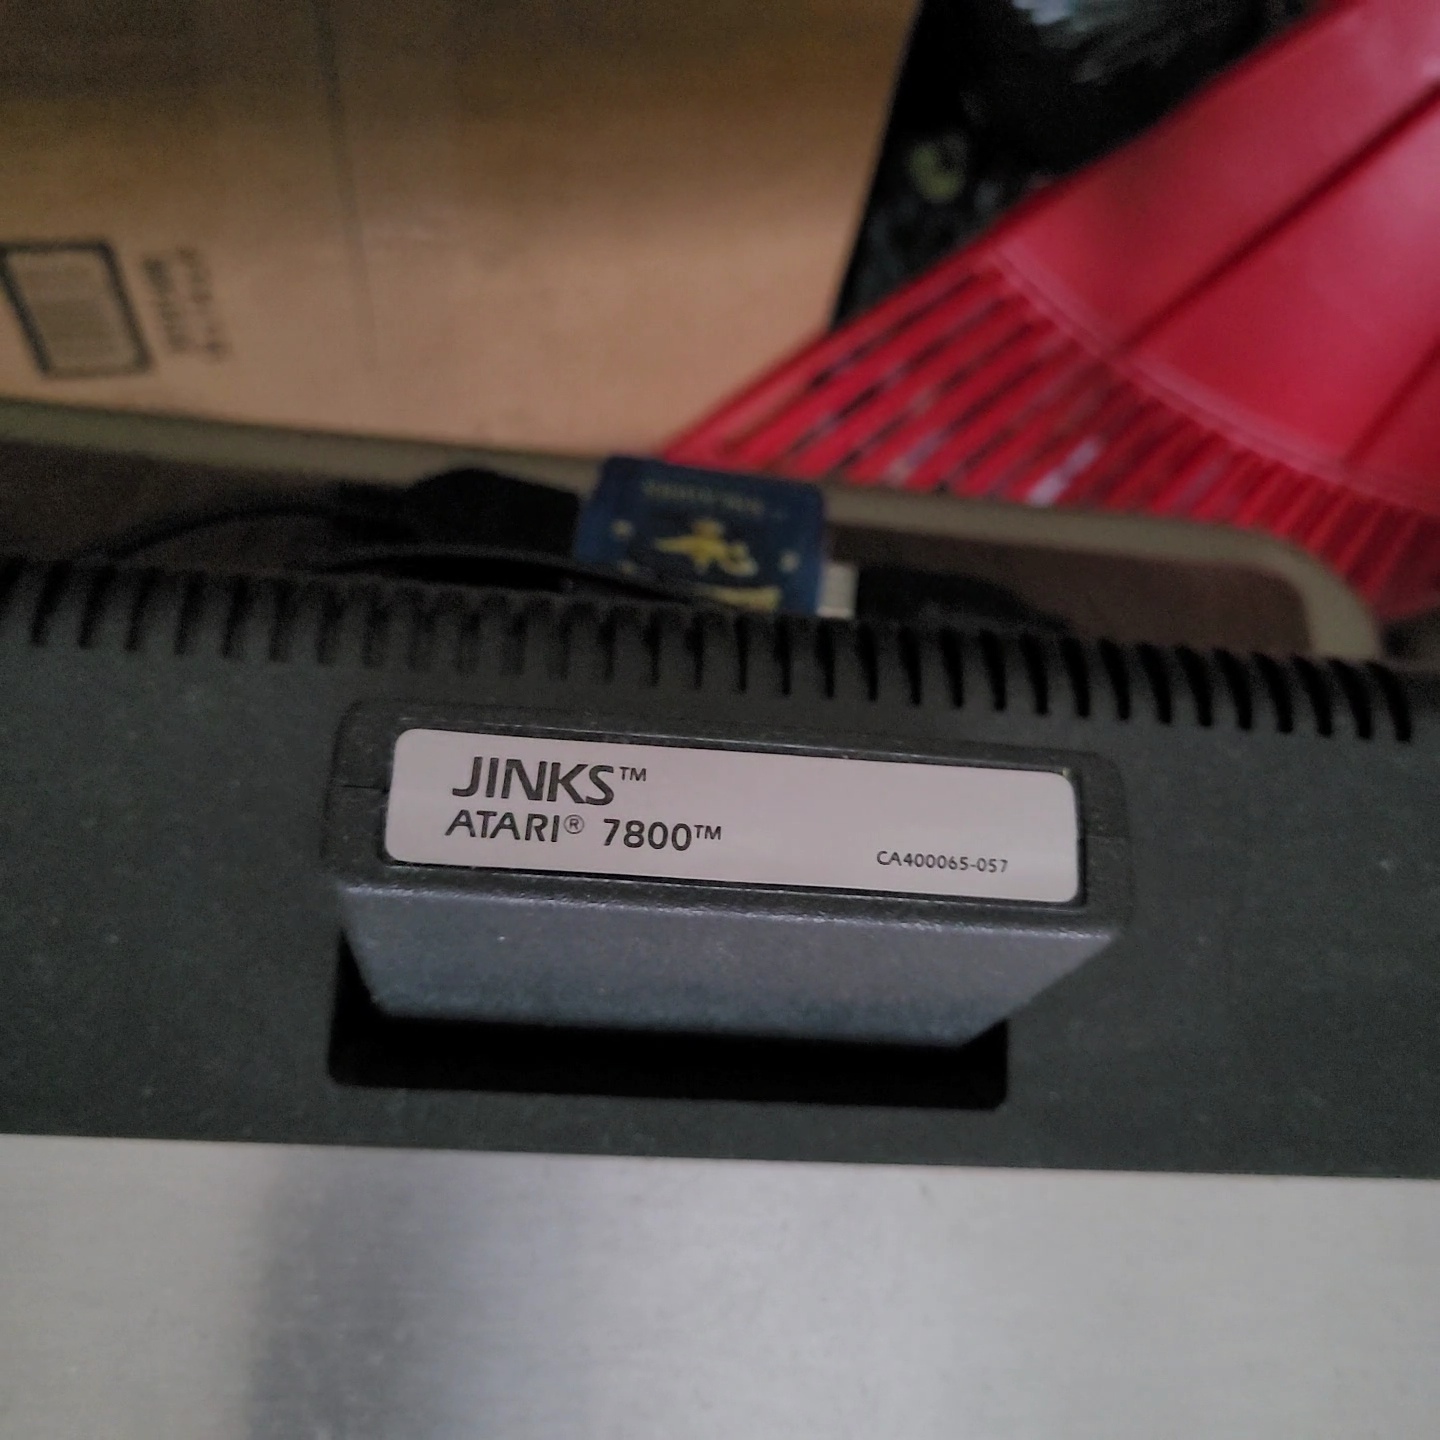 JINKS™
ATARI® 7800™
CA400065-057